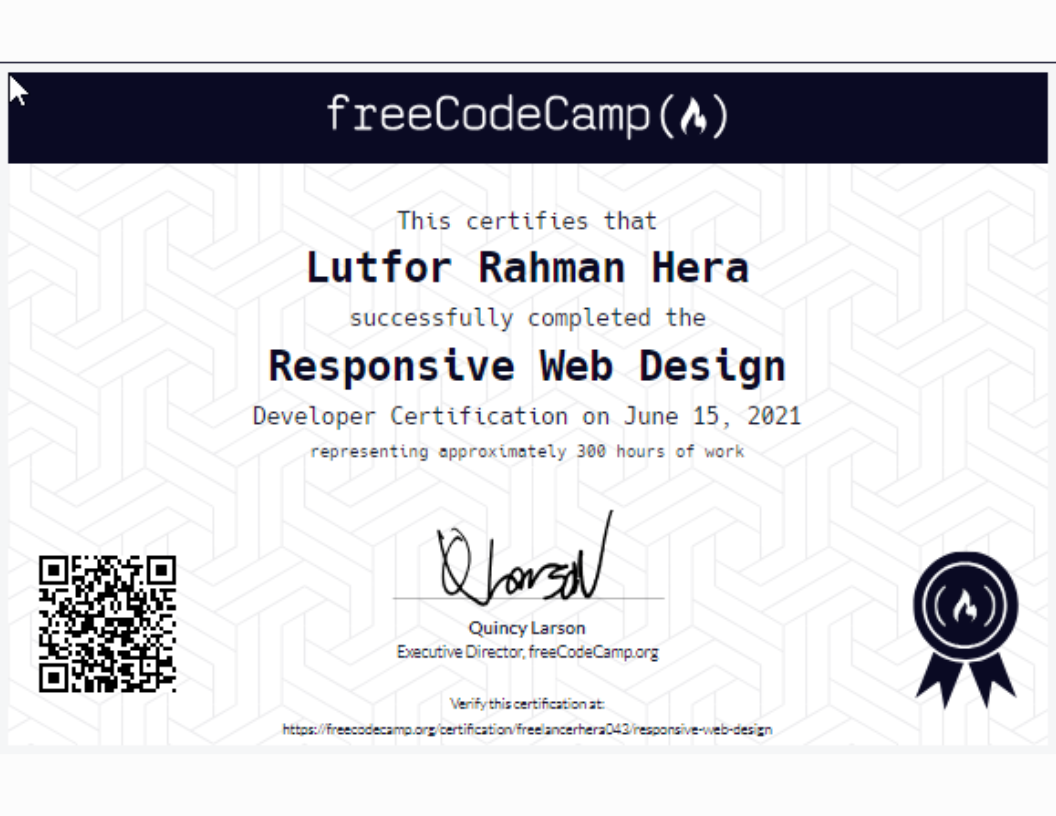 freeCodeCamp(🔥)
This certifies that
Lutfor Rahman Hera
successfully completed the
Responsive Web Design
Developer Certification on June 15, 2021
representing approximately 300 hours of work
QLarson
Quincy Larson
Executive Director, freeCodeCamp.org
Verify this certification at:
https://freecodecamp.org/certification/freelancerhera043/responsive-web-design